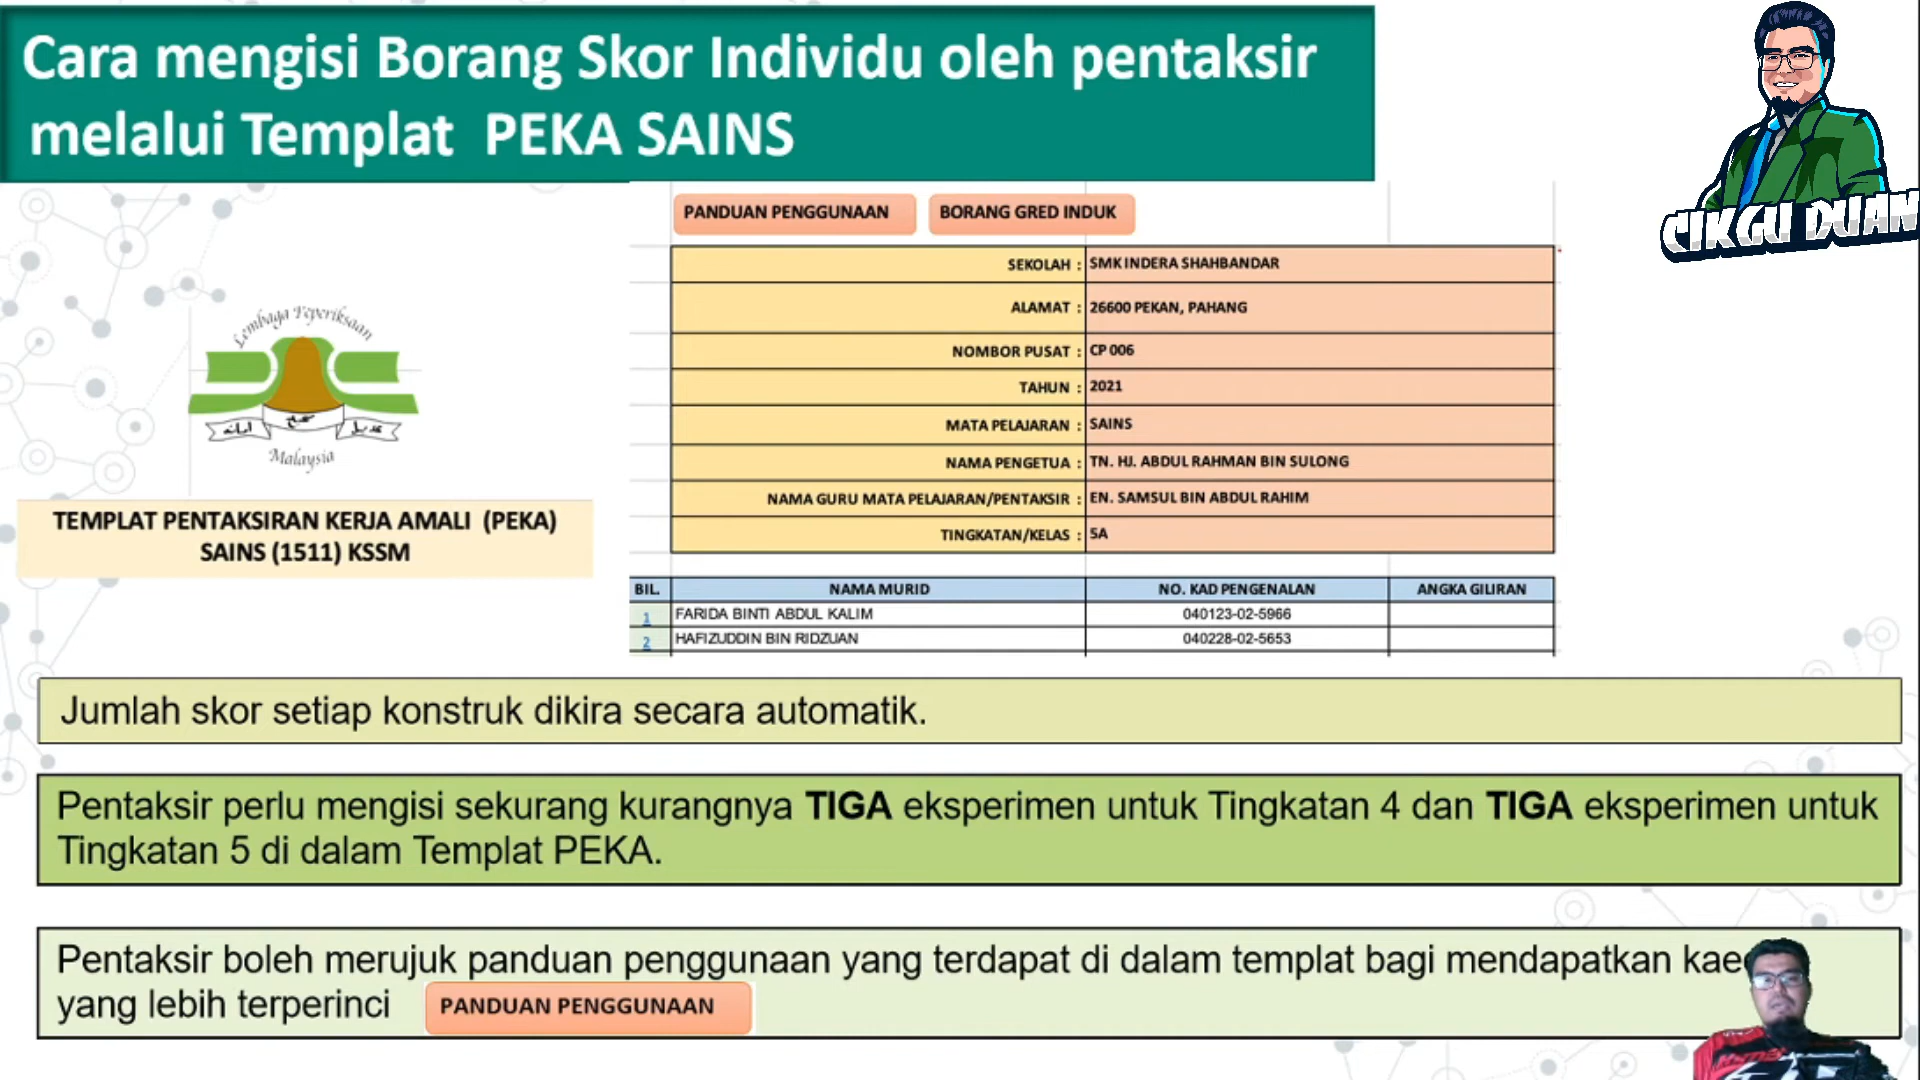 Cara mengisi Borang Skor Individu oleh pentaksir
melalui Templat PEKA SAINS
CIKGU DUAN
PANDUAN PENGGUNAAN
BORANG GRED INDUK
SEKOLAH : SMK INDERA SHAHBANDAR
ALAMAT : 26600 PEKAN, PAHANG
NOMBOR PUSAT : CP 006
TAHUN : 2021
MATA PELAJARAN : SAINS
NAMA PENGETUA : TN. HJ. ABDUL RAHMAN BIN SULONG
NAMA GURU MATA PELAJARAN/PENTAKSIR : EN. SAMSUL BIN ABDUL RAHIM
TINGKATAN/KELAS : 5A
Lembaga Peperiksaan
Malaysia
TEMPLAT PENTAKSIRAN KERJA AMALI (PEKA)
SAINS (1511) KSSM
BIL. NAMA MURID NO. KAD PENGENALAN ANGKA GILIRAN
1 FARIDA BINTI ABDUL KALIM 040123-02-5966
2 HAFIZUDDIN BIN RIDZUAN 040228-02-5653
Jumlah skor setiap konstruk dikira secara automatik.
Pentaksir perlu mengisi sekurang kurangnya TIGA eksperimen untuk Tingkatan 4 dan TIGA eksperimen untuk
Tingkatan 5 di dalam Templat PEKA.
Pentaksir boleh merujuk panduan penggunaan yang terdapat di dalam templat bagi mendapatkan kae
yang lebih terperinci PANDUAN PENGGUNAAN